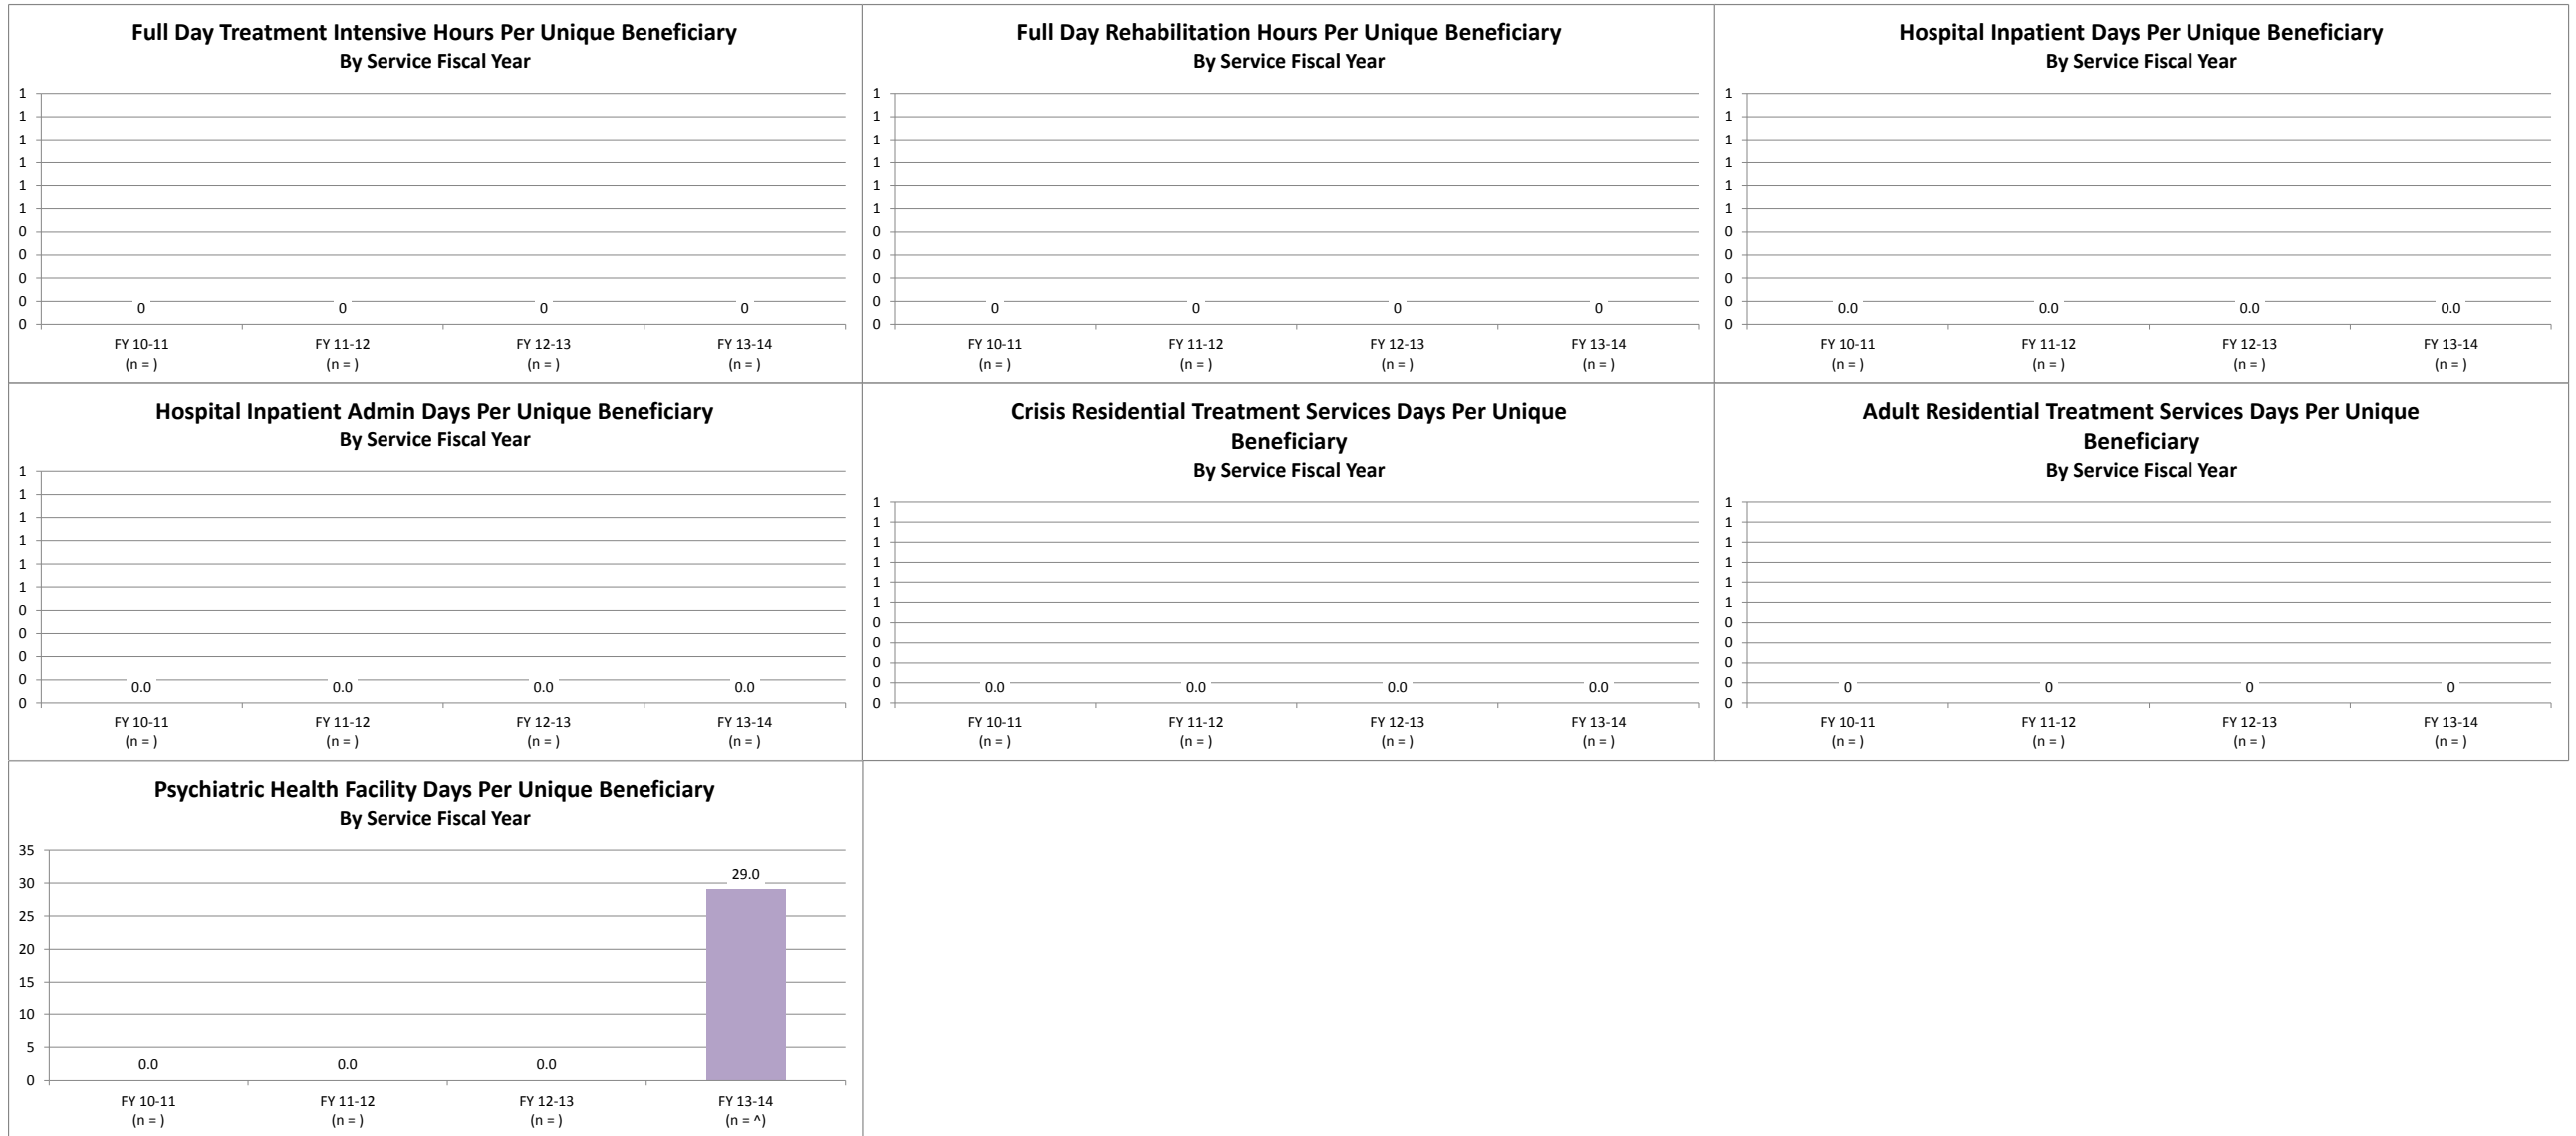 Full Day Treatment Intensive Hours Per Unique Beneficiary
By Service Fiscal Year
1
1
1
1
1
1
0
0
0
0
0
0 0 0 0
FY 10-11 FY 11-12 FY 12-13 FY 13-14
(n = ) (n = ) (n = ) (n = )
Full Day Rehabilitation Hours Per Unique Beneficiary
By Service Fiscal Year
1
1
1
1
1
1
0
0
0
0
0
0 0 0 0
FY 10-11 FY 11-12 FY 12-13 FY 13-14
(n = ) (n = ) (n = ) (n = )
Hospital Inpatient Days Per Unique Beneficiary
By Service Fiscal Year
1
1
1
1
1
1
0
0
0
0
0
0.0 0.0 0.0 0.0
FY 10-11 FY 11-12 FY 12-13 FY 13-14
(n = ) (n = ) (n = ) (n = )
Hospital Inpatient Admin Days Per Unique Beneficiary
By Service Fiscal Year
1
1
1
1
1
1
0
0
0
0
0
0.0 0.0 0.0 0.0
FY 10-11 FY 11-12 FY 12-13 FY 13-14
(n = ) (n = ) (n = ) (n = )
Crisis Residential Treatment Services Days Per Unique
Beneficiary
By Service Fiscal Year
1
1
1
1
1
1
0
0
0
0
0
0.0 0.0 0.0 0.0
FY 10-11 FY 11-12 FY 12-13 FY 13-14
(n = ) (n = ) (n = ) (n = )
Adult Residential Treatment Services Days Per Unique
Beneficiary
By Service Fiscal Year
1
1
1
1
1
1
0
0
0
0
0
0 0 0 0
FY 10-11 FY 11-12 FY 12-13 FY 13-14
(n = ) (n = ) (n = ) (n = )
Psychiatric Health Facility Days Per Unique Beneficiary
By Service Fiscal Year
35
30
25
20
15
10
5
0
0.0 0.0 0.0 29.0
FY 10-11 FY 11-12 FY 12-13 FY 13-14
(n = ) (n = ) (n = ) (n = ^)